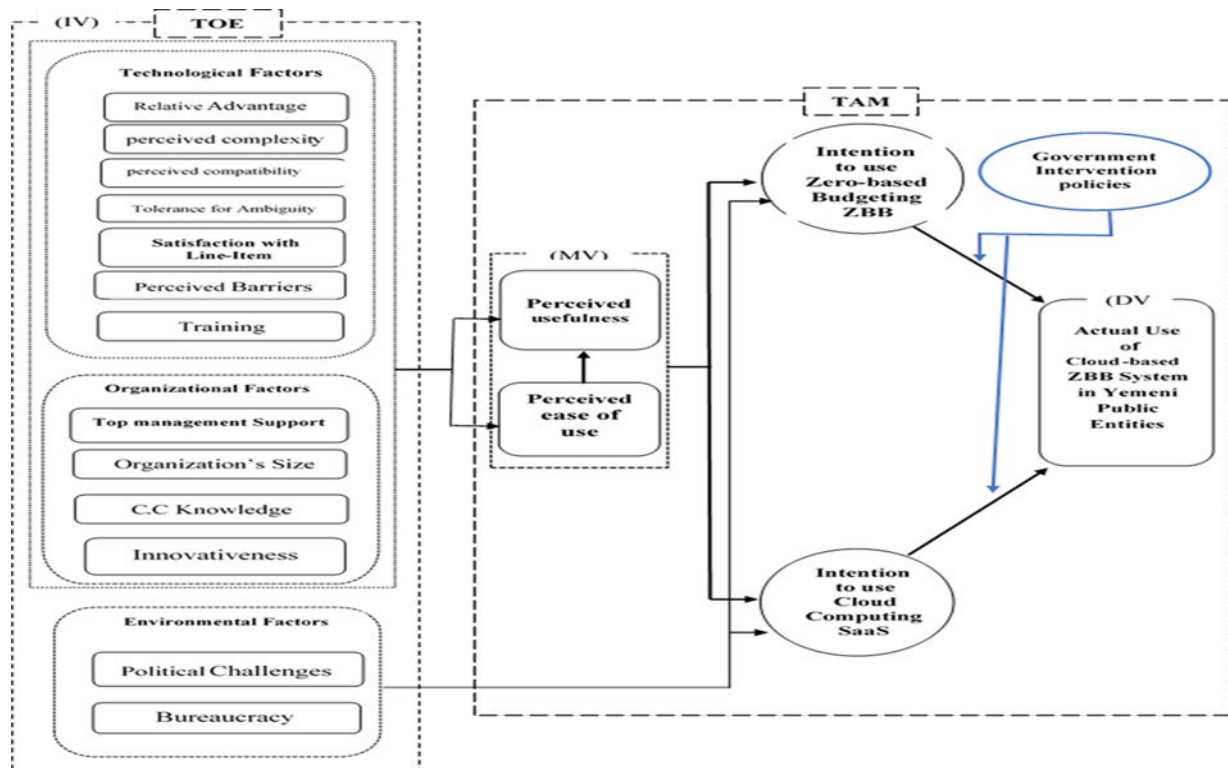 (IV)
TOE
Technological Factors
Relative Advantage
perceived complexity
perceived compatibility
Tolerance for Ambiguity
Satisfaction with
Line-Item
Perceived Barriers
Training
Organizational Factors
Top management Support
Organization's Size
C.C Knowledge
Innovativeness
Environmental Factors
Political Challenges
Bureaucracy
(MV)
Perceived
usefulness
Perceived
ease of
use
TAM
Intention
to use
Zero-based
Budgeting
ZBB
Government
Intervention
policies
Intention
to use
Cloud
Computing
SaaS
(DV
Actual Use
of
Cloud-based
ZBB System
in Yemeni
Public
Entities